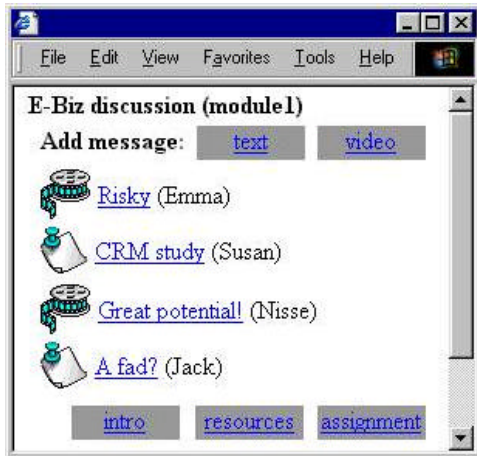 File Edit View Favorites Tools Help
E-Biz discussion (module1)
Add message: text video
Risky (Emma)
CRM study (Susan)
Great potential! (Nisse)
A fad? (Jack)
intro resources assignment